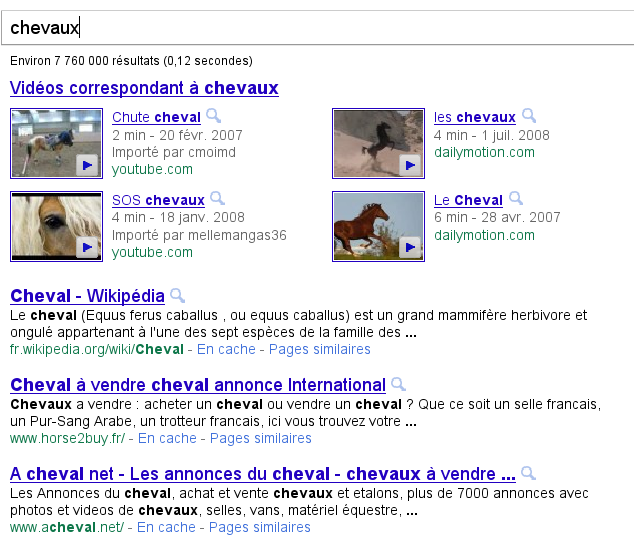 chevaux
Environ 7 760 000 résultats (0,12 secondes)
Vidéos correspondant à chevaux
Chute cheval
2 min - 20 févr. 2007
Importé par cmoimd
youtube.com
les chevaux
4 min - 1 juil. 2008
dailymotion.com
SOS chevaux
4 min - 18 janv. 2008
Importé par mellemangas36
youtube.com
Le Cheval
6 min - 28 avr. 2007
dailymotion.com
Cheval - Wikipédia
Le cheval (Equus ferus caballus , ou equus caballus) est un grand mammifère herbivore et
ongulé appartenant à l'une des sept espèces de la famille des ...
fr.wikipedia.org/wiki/Cheval - En cache - Pages similaires
Cheval à vendre cheval annonce International
Chevaux a vendre : acheter un cheval ou vendre un cheval ? Que ce soit un selle francais,
un Pur-Sang Arabe, un trotteur francais, ici vous trouvez votre ...
www.horse2buy.fr/ - En cache - Pages similaires
A cheval net - Les annonces du cheval - chevaux à vendre ...
Les Annonces du cheval, achat et vente chevaux et etalons, plus de 7000 annonces avec
photos et videos de chevaux, selles, vans, matériel équestre, ...
www.acheval.net/ - En cache - Pages similaires